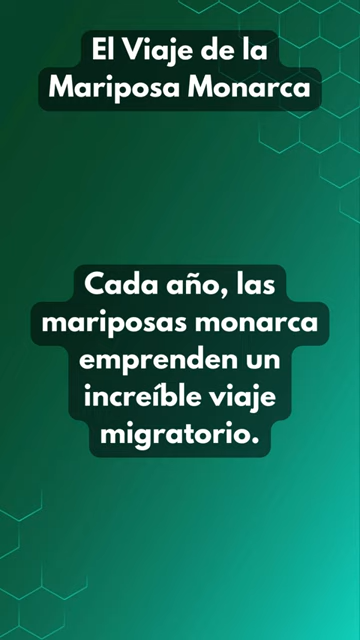 El Viaje de la
Mariposa Monarca
Cada año, las
mariposas monarca
emprenden un
increíble viaje
migratorio.